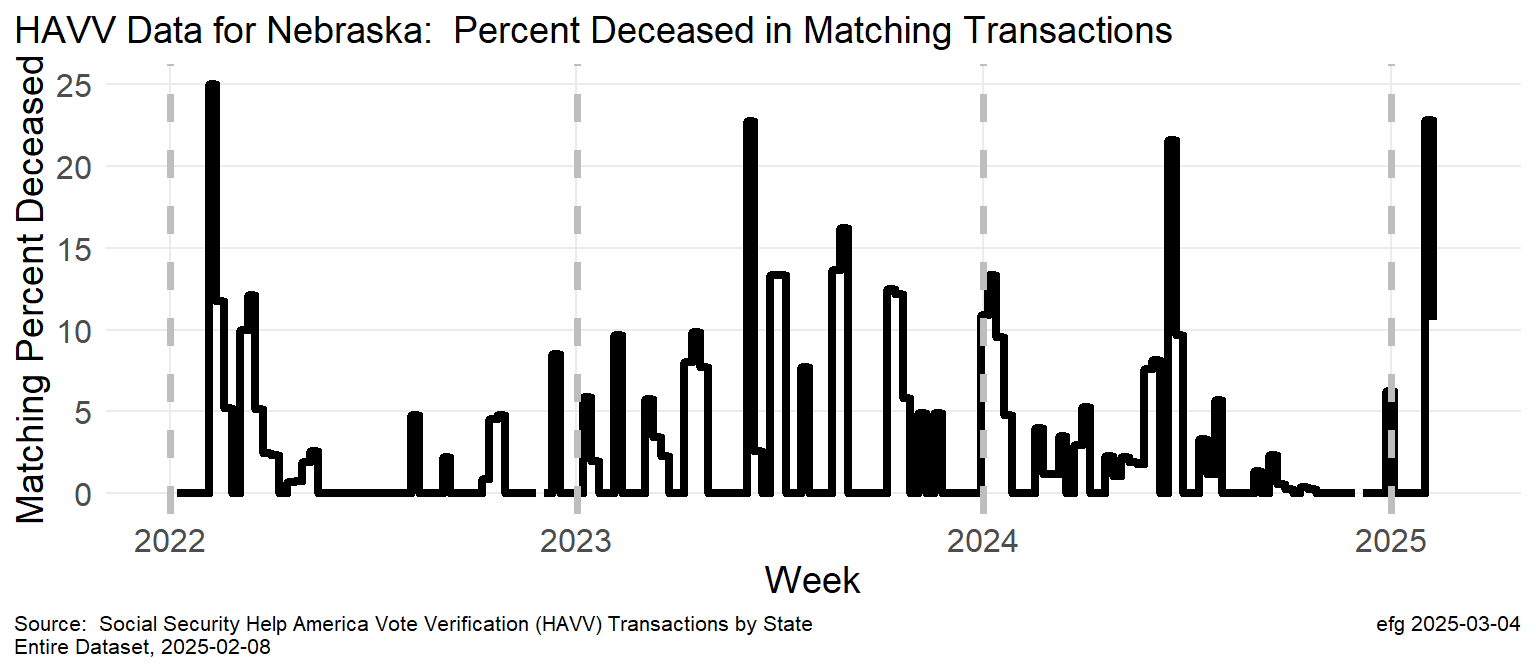 HAVV Data for Nebraska:  Percent Deceased in Matching Transactions
Matching Percent Deceased
25
20
15
10
5
0
2022
2023
2024
2025
Week
Source:  Social Security Help America Vote Verification (HAVV) Transactions by State
Entire Dataset, 2025-02-08
efg 2025-03-04